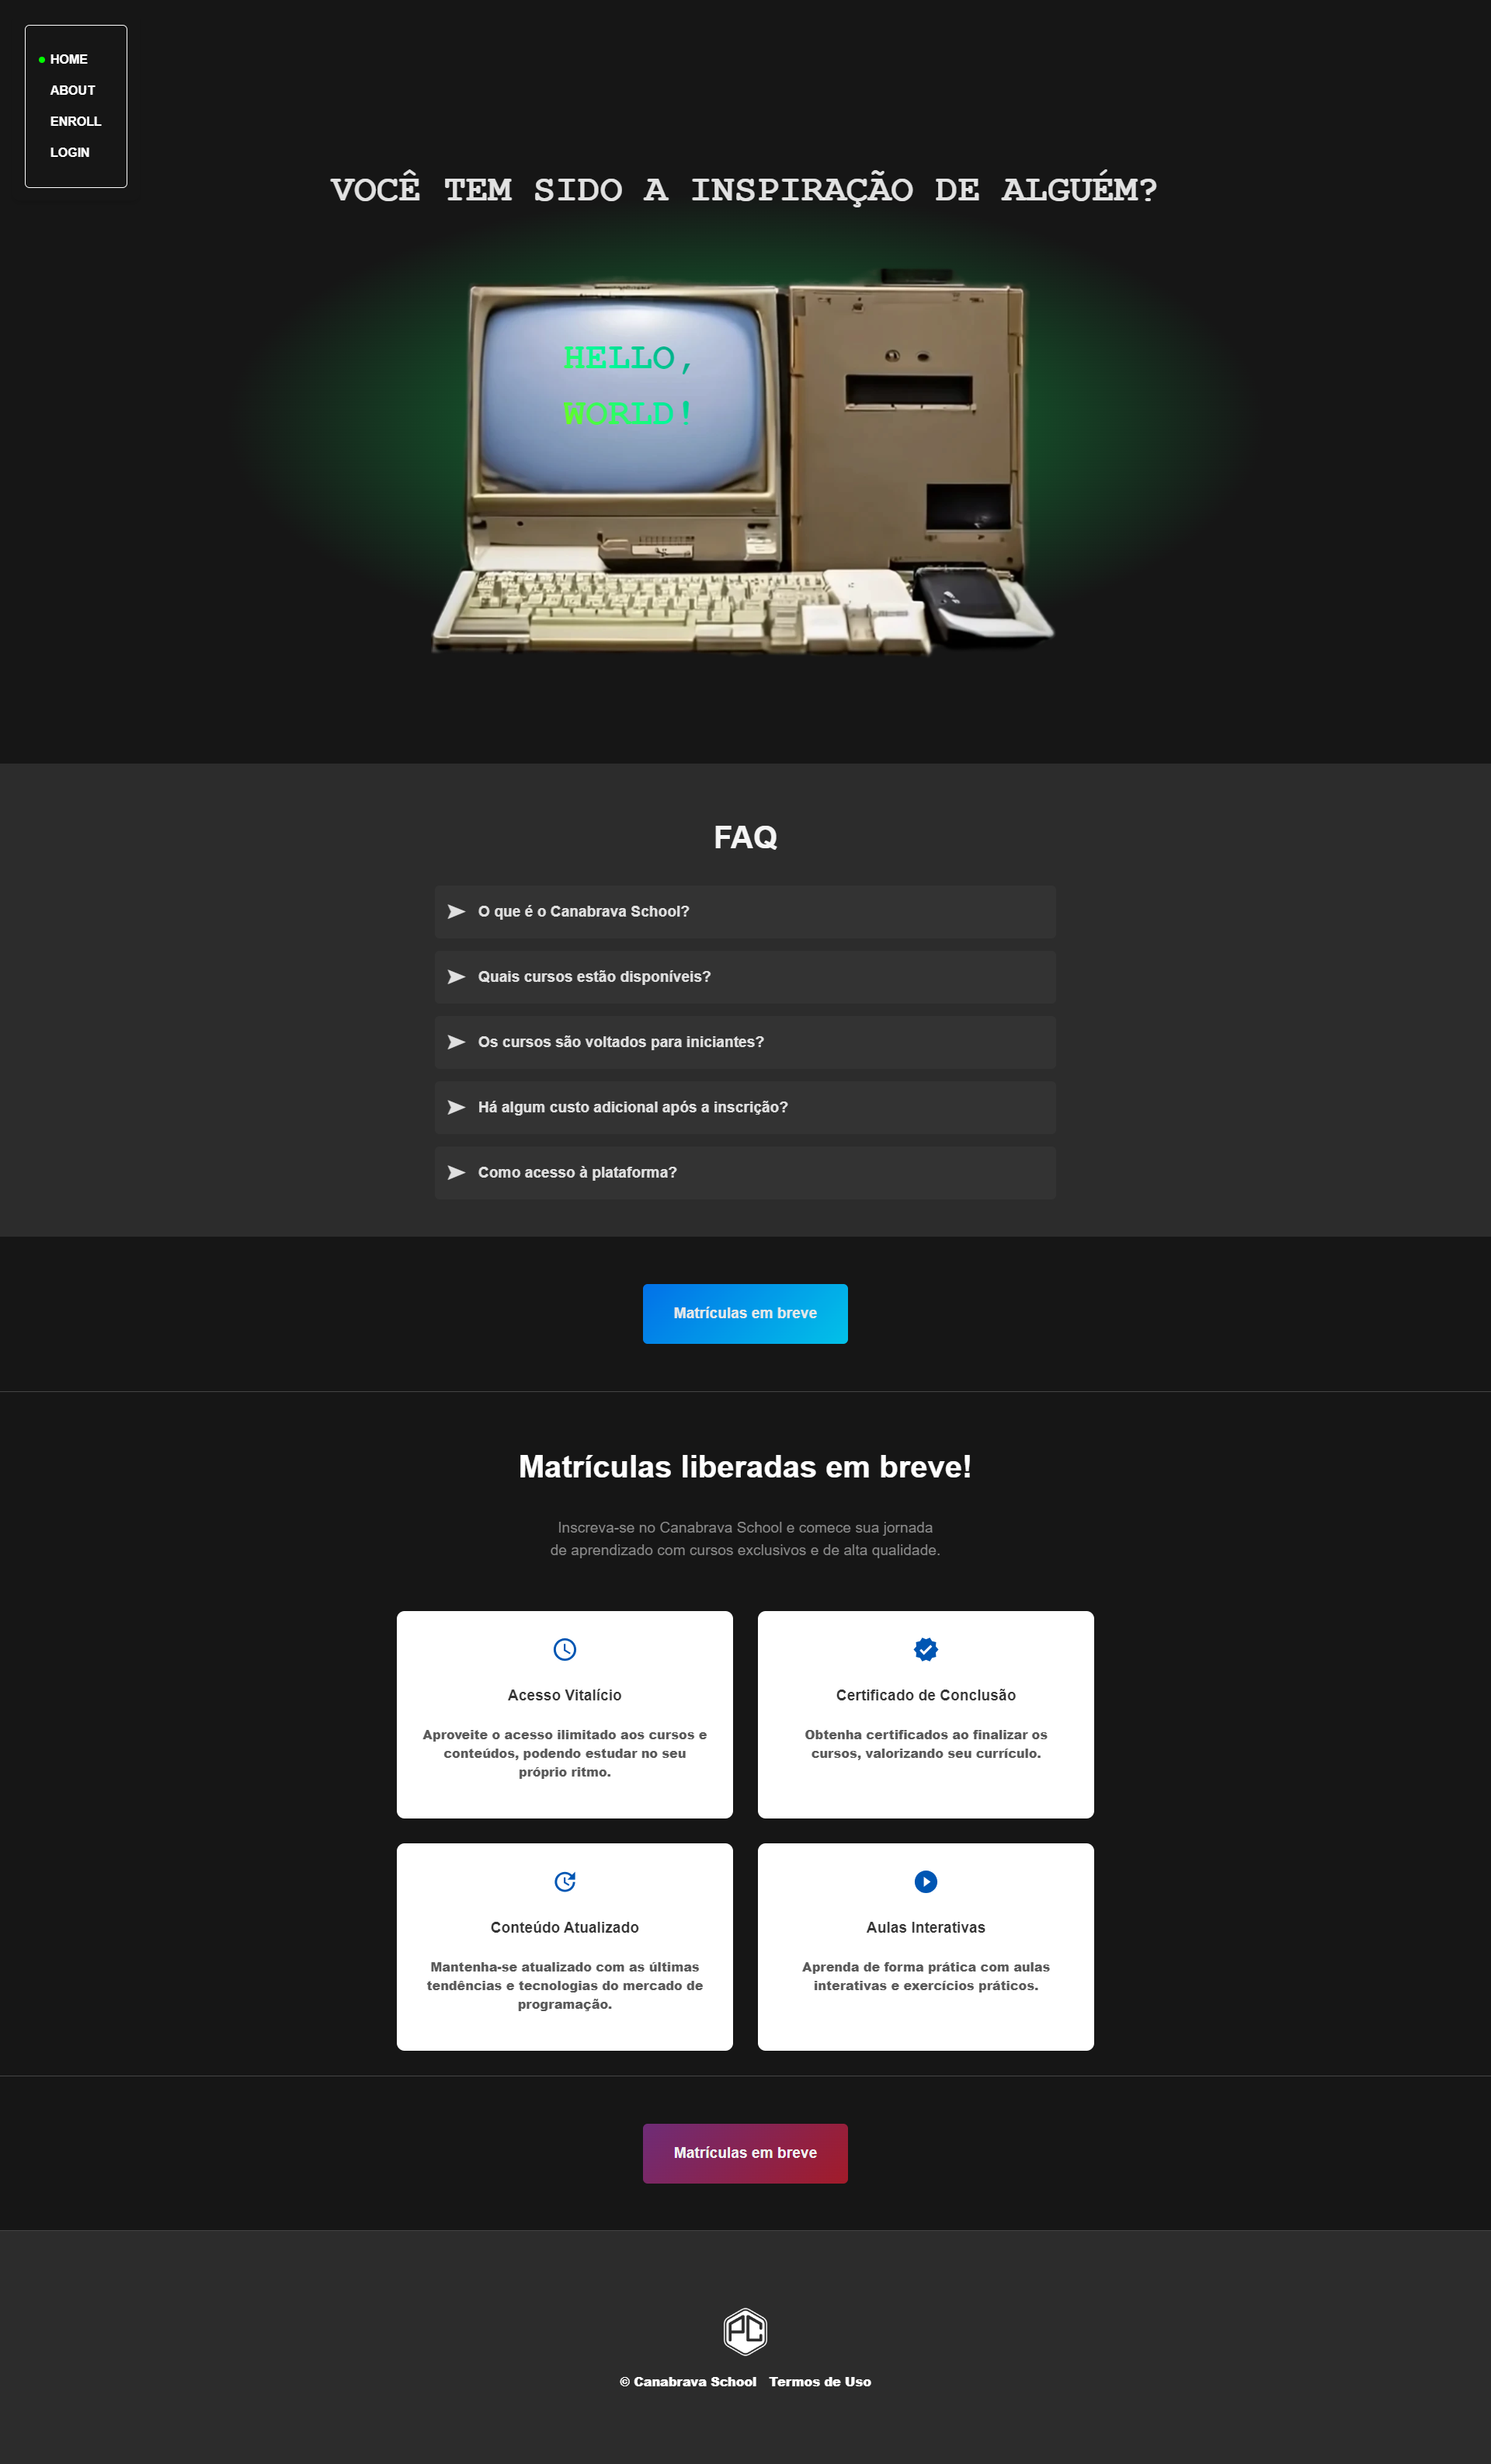 HOME
ABOUT
ENROLL
LOGIN
VOCÊ TEM SIDO A INSPIRAÇÃO DE ALGUÉM?
HELLO,
WORLD!
FAQ
O que é o Canabrava School?
Quais cursos estão disponíveis?
Os cursos são voltados para iniciantes?
Há algum custo adicional após a inscrição?
Como acesso à plataforma?
Matrículas em breve
Matrículas liberadas em breve!
Inscreva-se no Canabrava School e comece sua jornada
de aprendizado com cursos exclusivos e de alta qualidade.
Acesso Vitalício
Aproveite o acesso ilimitado aos cursos e
conteúdos, podendo estudar no seu
próprio ritmo.
Certificado de Conclusão
Obtenha certificados ao finalizar os
cursos, valorizando seu currículo.
Conteúdo Atualizado
Mantenha-se atualizado com as últimas
tendências e tecnologias do mercado de
programação.
Aulas Interativas
Aprenda de forma prática com aulas
interativas e exercícios práticos.
Matrículas em breve
PC
© Canabrava School Termos de Uso